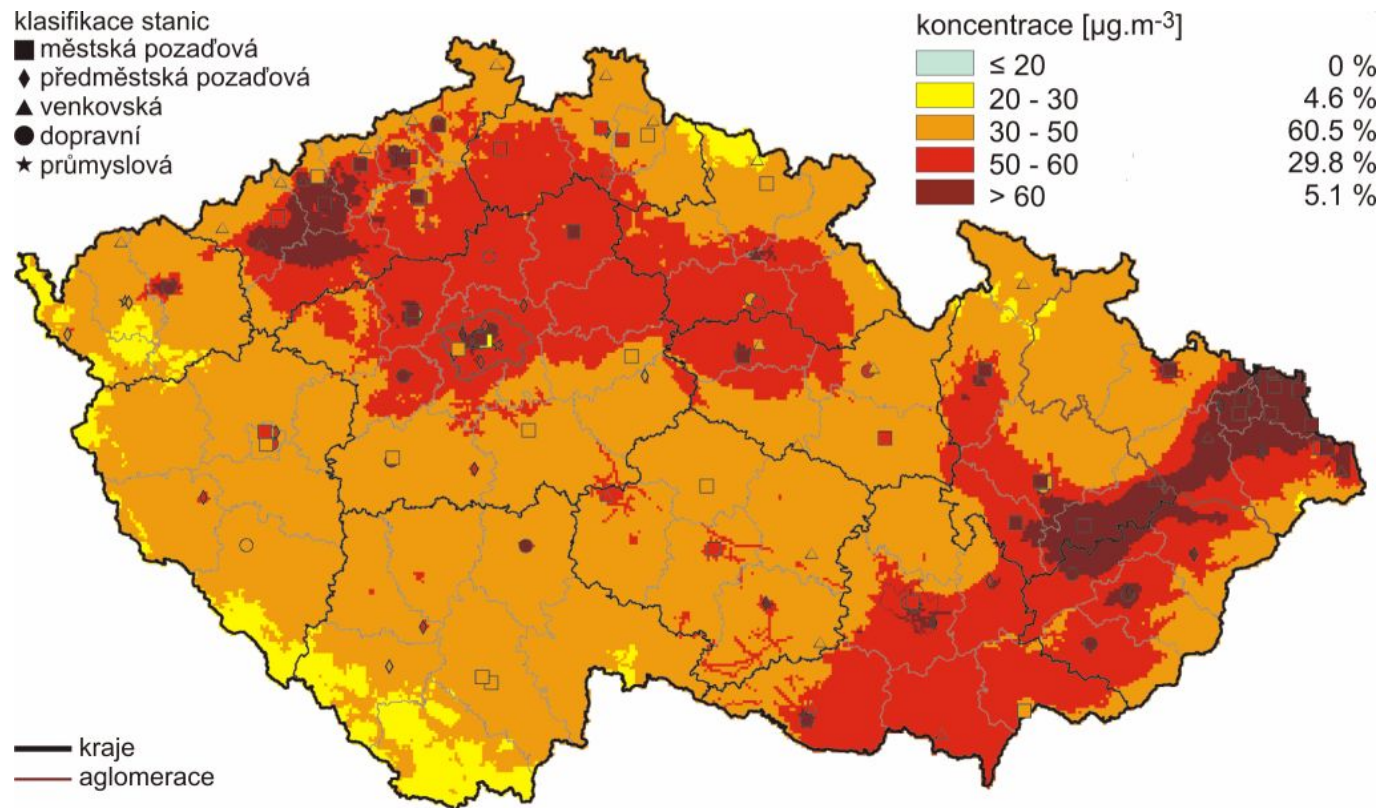 klasifikace stanic
městská pozaďová
předměstská pozaďová
venkovská
dopravní
průmyslová
koncentrace [µg.m-3]
≤ 20 0 %
20 - 30 4.6 %
30 - 50 60.5 %
50 - 60 29.8 %
> 60 5.1 %
kraje
aglomerace